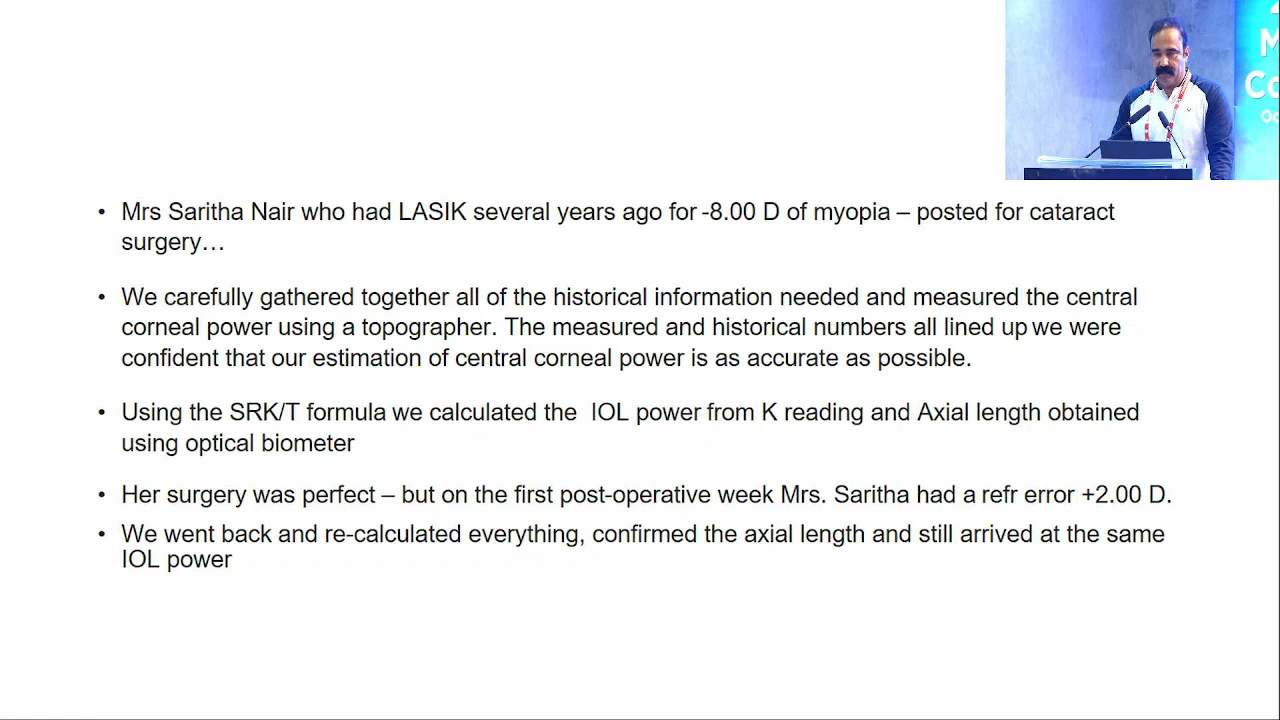 M
Co
Oc
• Mrs Saritha Nair who had LASIK several years ago for -8.00 D of myopia – posted for cataract
surgery…
• We carefully gathered together all of the historical information needed and measured the central
corneal power using a topographer. The measured and historical numbers all lined up we were
confident that our estimation of central corneal power is as accurate as possible.
• Using the SRK/T formula we calculated the IOL power from K reading and Axial length obtained
using optical biometer
• Her surgery was perfect – but on the first post-operative week Mrs. Saritha had a refr error +2.00 D.
• We went back and re-calculated everything, confirmed the axial length and still arrived at the same
IOL power